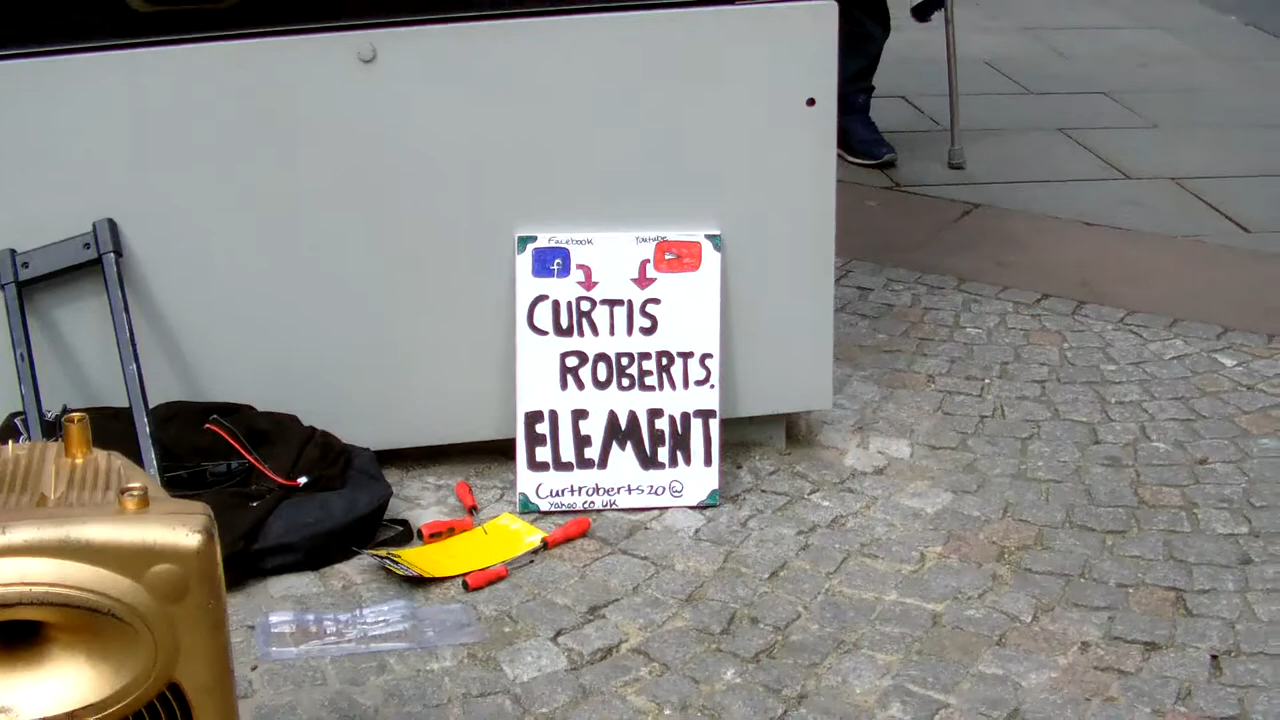 Facebook Youtube
f
CURTIS
ROBERTS.
ELEMENT
Curtroberts20@
Yahoo.co.uk